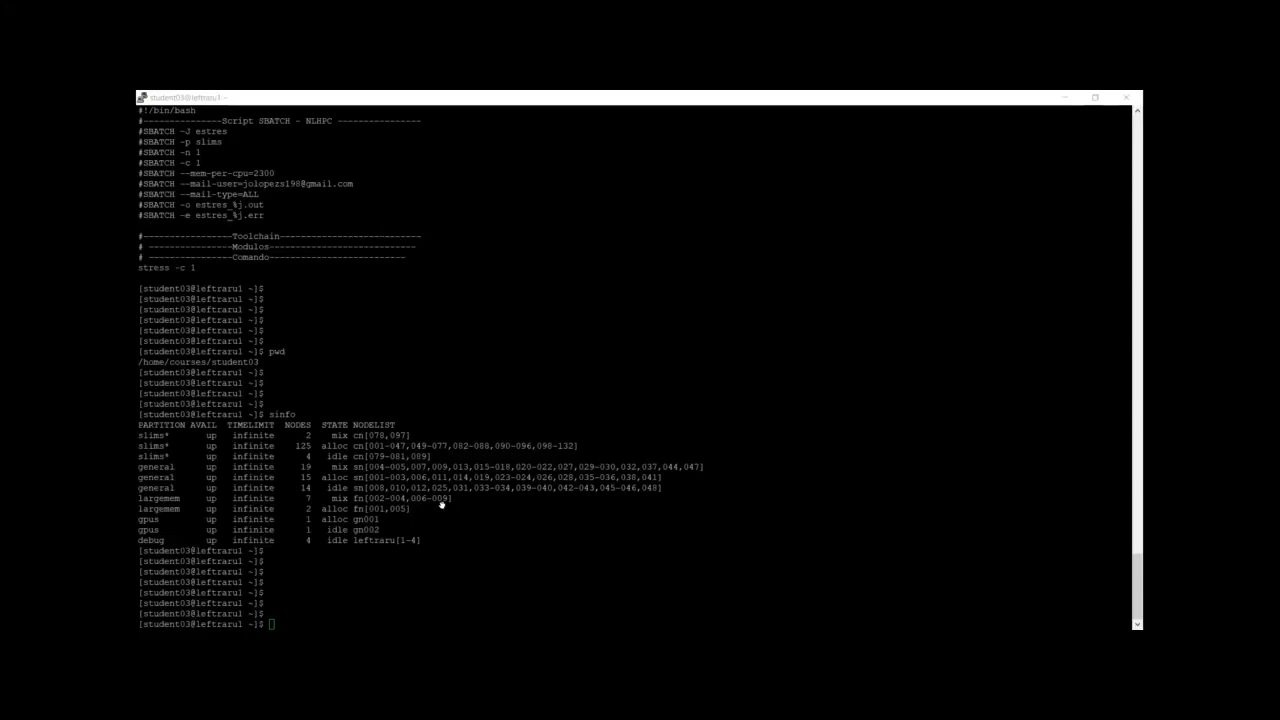 student03@leftraru1:~
#!/bin/bash
#---------------Script SBATCH - NLHPC ----------------
#SBATCH -J estres
#SBATCH -p slims
#SBATCH -n 1
#SBATCH -c 1
#SBATCH --mem-per-cpu=2300
#SBATCH --mail-user=jolopezs198@gmail.com
#SBATCH --mail-type=ALL
#SBATCH -o estres_%j.out
#SBATCH -e estres_%j.err
#-----------------Toolchain---------------------------
# ----------------Modulos----------------------------
# ----------------Comando--------------------------
stress -c 1
[student03@leftraru1 ~]$
[student03@leftraru1 ~]$
[student03@leftraru1 ~]$
[student03@leftraru1 ~]$
[student03@leftraru1 ~]$
[student03@leftraru1 ~]$
[student03@leftraru1 ~]$ pwd
/home/courses/student03
[student03@leftraru1 ~]$
[student03@leftraru1 ~]$
[student03@leftraru1 ~]$
[student03@leftraru1 ~]$
[student03@leftraru1 ~]$ sinfo
PARTITION AVAIL  TIMELIMIT  NODES  STATE NODELIST
slims*       up   infinite      2    mix cn[078,097]
slims*       up   infinite    125  alloc cn[001-047,049-077,082-088,090-096,098-132]
slims*       up   infinite      4   idle cn[079-081,089]
general      up   infinite     19    mix sn[004-005,007,009,013,015-018,020-022,027,029-030,032,037,044,047]
general      up   infinite     15  alloc sn[001-003,006,011,014,019,023-024,026,028,035-036,038,041]
general      up   infinite     14   idle sn[008,010,012,025,031,033-034,039-040,042-043,045-046,048]
largemem     up   infinite      7    mix fn[002-004,006-009]
largemem     up   infinite      2  alloc fn[001,005]
gpus         up   infinite      1  alloc gn001
gpus         up   infinite      1   idle gn002
debug        up   infinite      4   idle leftraru[1-4]
[student03@leftraru1 ~]$
[student03@leftraru1 ~]$
[student03@leftraru1 ~]$
[student03@leftraru1 ~]$
[student03@leftraru1 ~]$
[student03@leftraru1 ~]$
[student03@leftraru1 ~]$
[student03@leftraru1 ~]$